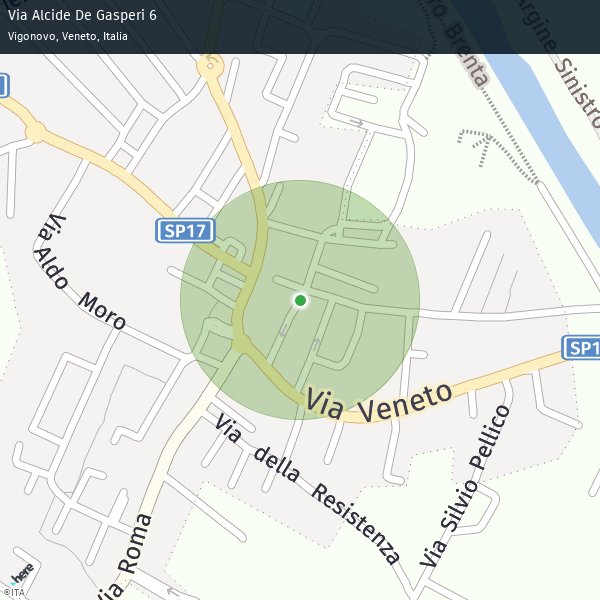 Via Alcide De Gasperi 6
Vigonovo, Veneto, Italia
Brenta
Argine Sinistro
SP17
Via Aldo Moro
SP1
Via Veneto
Via della Resistenza
Via Silvio Pellico
Via Roma
here
©ITA